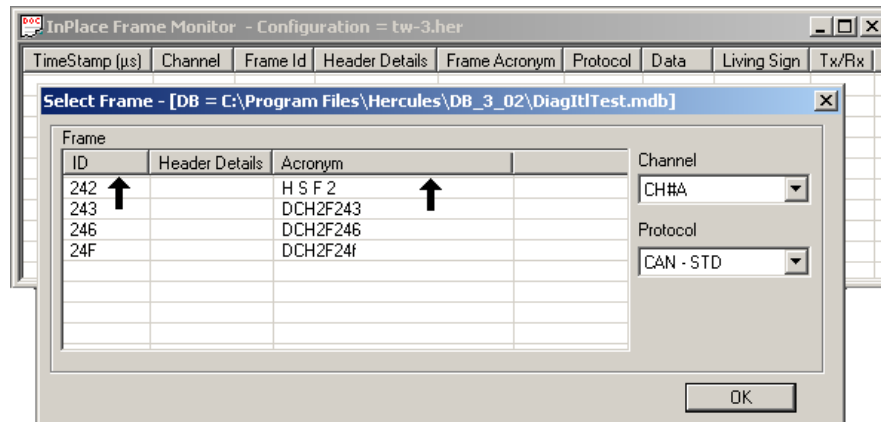 InPlace Frame Monitor - Configuration = tw-3.her
TimeStamp (µs) Channel Frame Id Header Details Frame Acronym Protocol Data Living Sign Tx/Rx
Select Frame - [DB = C:\Program Files\Hercules\DB_3_02\DiagItlTest.mdb]
Frame
ID Header Details Acronym
242 H S F 2
243 DCH2F243
246 DCH2F246
24F DCH2F24f
Channel
CH#A
Protocol
CAN - STD
OK